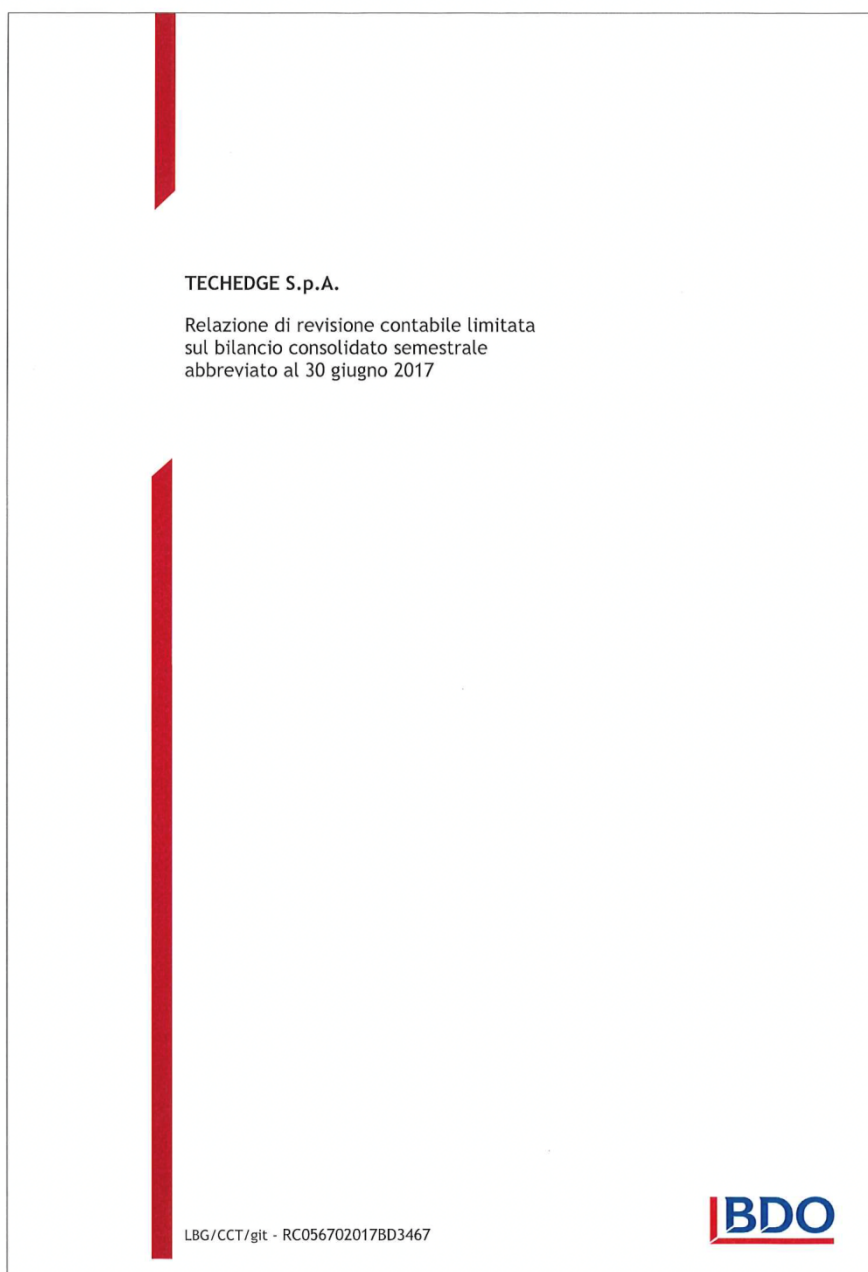 TECHEDGE S.p.A.
Relazione di revisione contabile limitata
sul bilancio consolidato semestrale
abbreviato al 30 giugno 2017
LBG/CCT/git - RC056702017BD3467
BDO